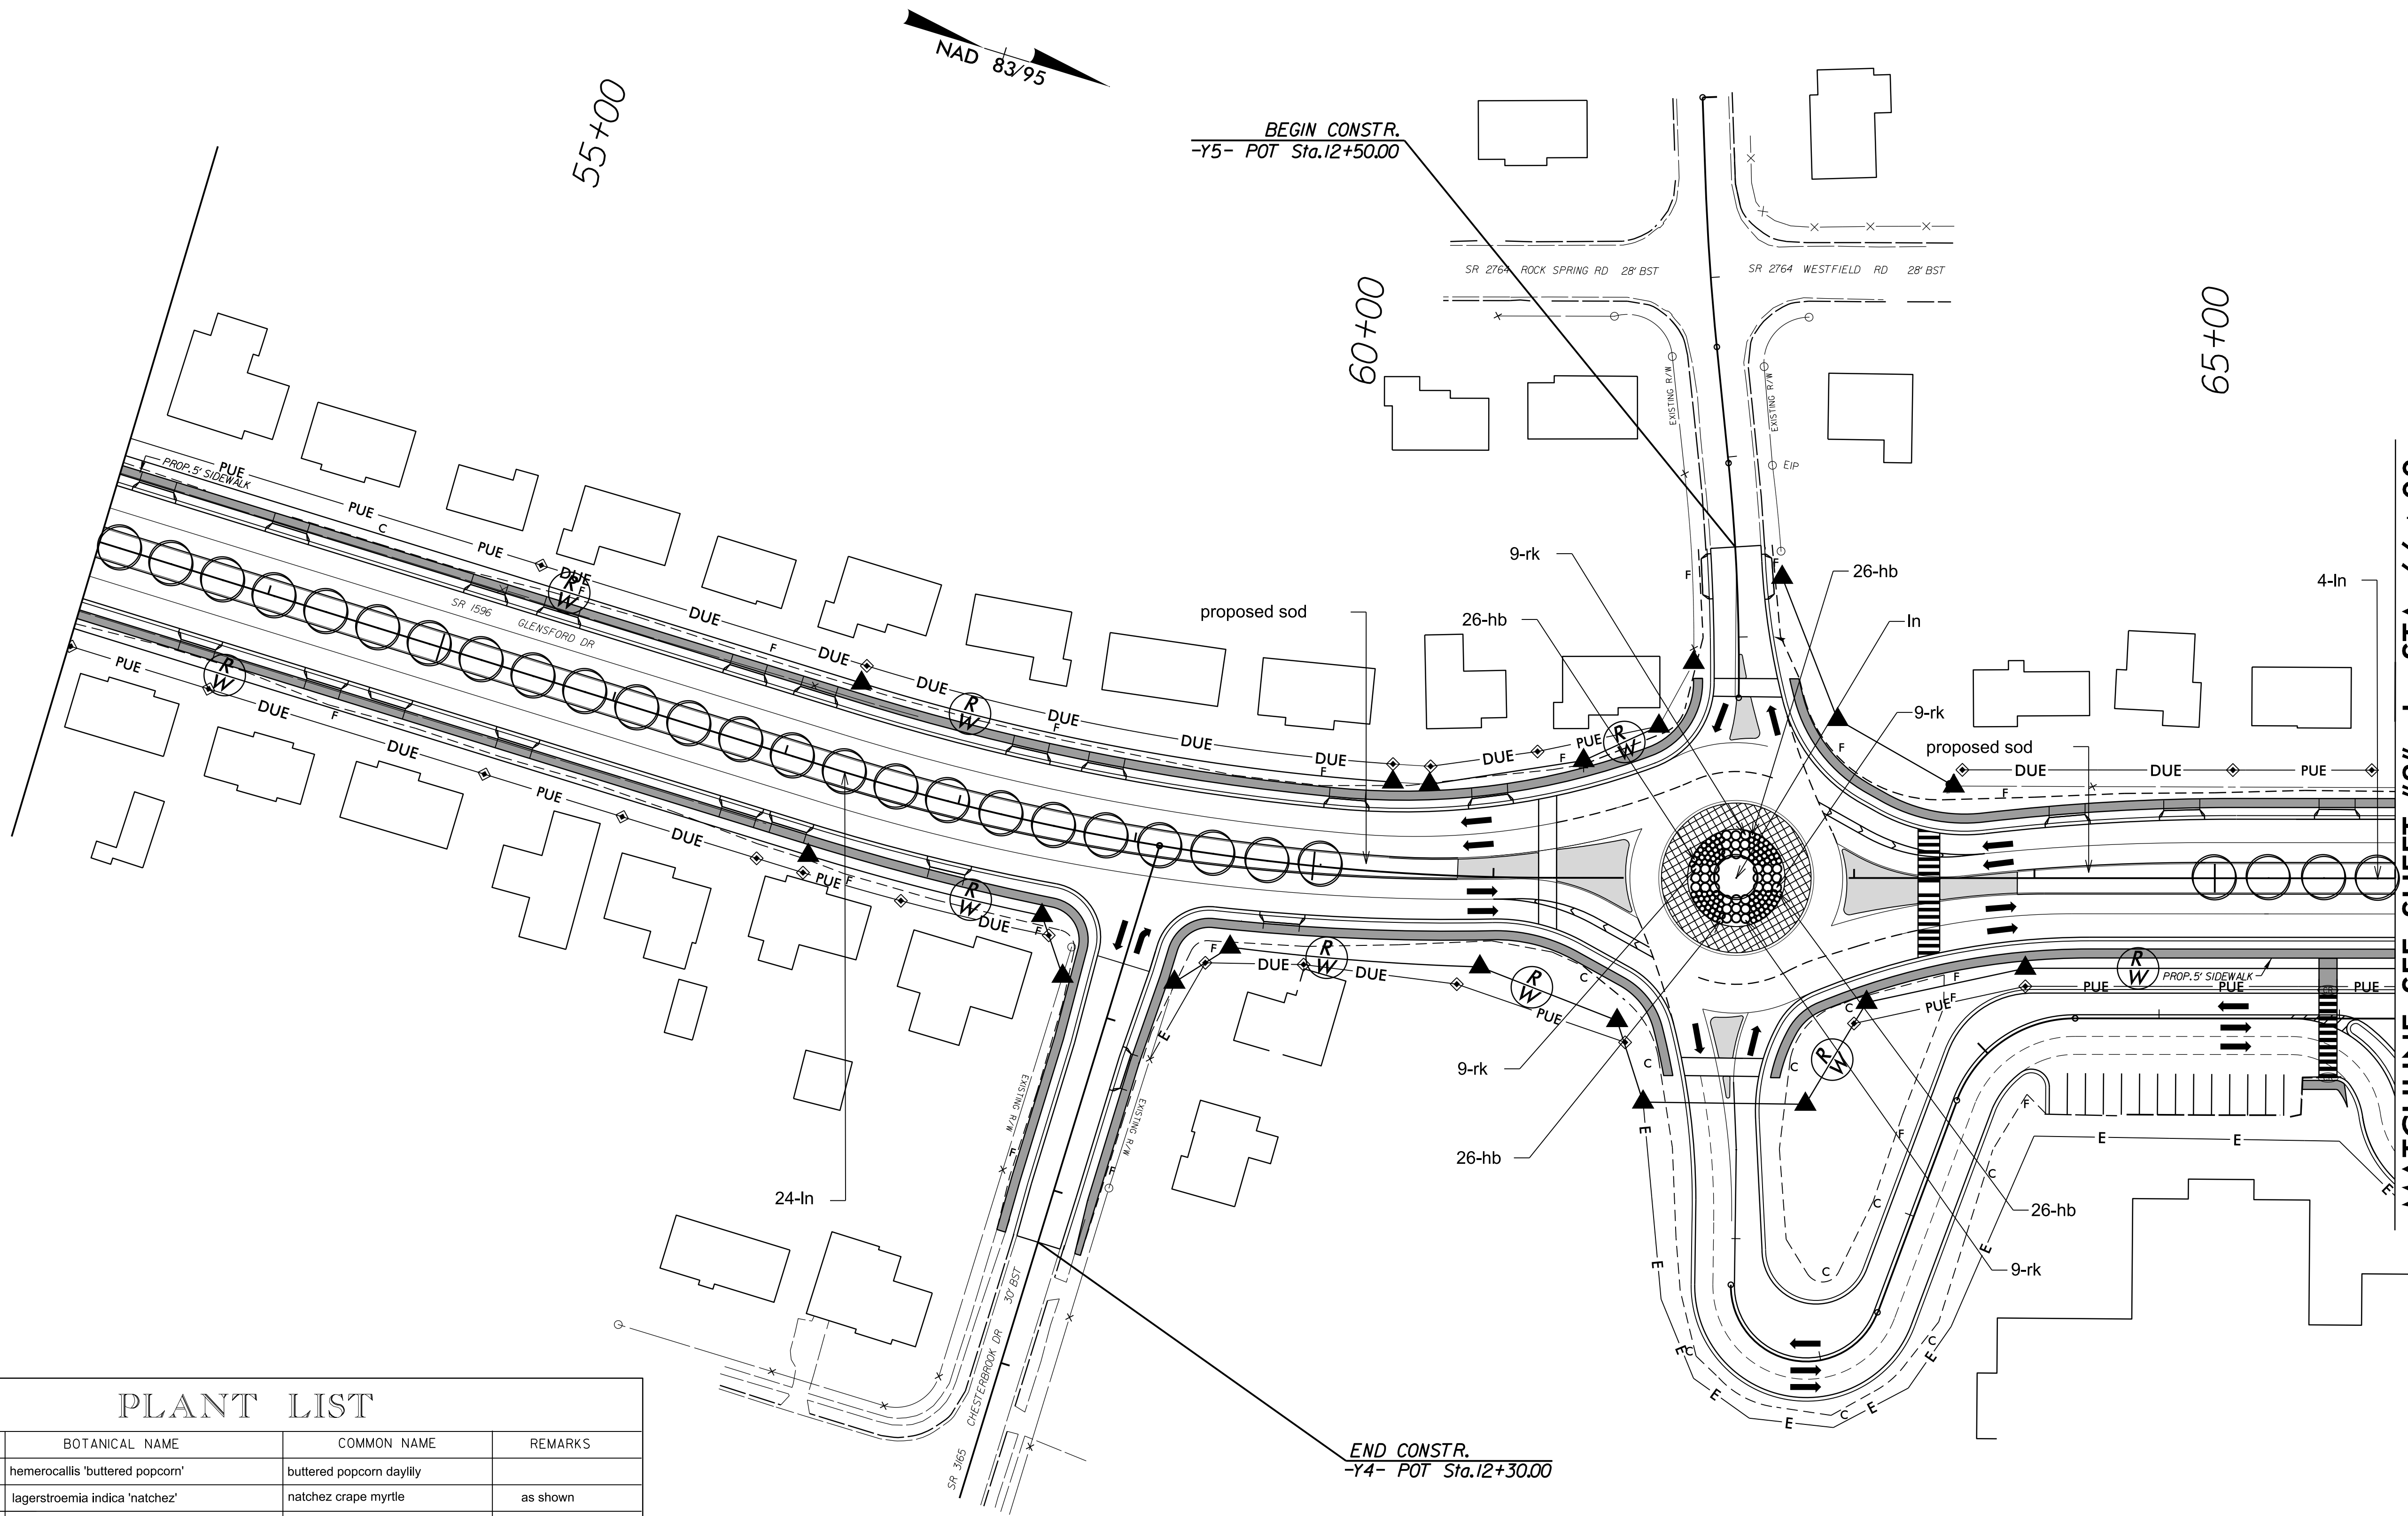 NAD 83/95
55+00
BEGIN CONSTR.
-Y5- POT Sta.12+50.00
60+00
SR 2764 ROCK SPRING RD 28' BST
SR 2764 WESTFIELD RD 28' BST
65+00
EXISTING R/W
EXISTING R/W
EIP
PROP. 5' SIDEWALK
PUE
PUE
C
PUE
DUE
F
R
W
DUE
F
DUE
DUE
R
W
F
DUE
DUE
DUE
F
DUE
PUE
F
R
W
F
F
SR 1596 GLENSFORD DR
proposed sod
9-rk
26-hb
26-hb
ln
9-rk
proposed sod
4-ln
F
DUE
DUE
PUE
F
PUE
R
W
DUE
F
DUE
PUE
DUE
PUE
F
R
W
DUE
F
F
DUE
R
W
DUE
R
W
PUE
C
C
9-rk
26-hb
24-ln
R
W
PROP. 5' SIDEWALK
PUE
PUE
PUE
PUE
F
F
C
C
R
W
E
E
E
E
E
E
E
E
E
E
E
C
C
C
C
C
C
F
F
26-hb
9-rk
EXISTING R/W
EXISTING R/W
E
F
F
SR 3165 CHESTERBROOK DR 30' BST
END CONSTR.
-Y4- POT Sta.12+30.00
PLANT LIST
BOTANICAL NAME COMMON NAME REMARKS
hemerocallis 'buttered popcorn' buttered popcorn daylily
lagerstroemia indica 'natchez' natchez crape myrtle as shown